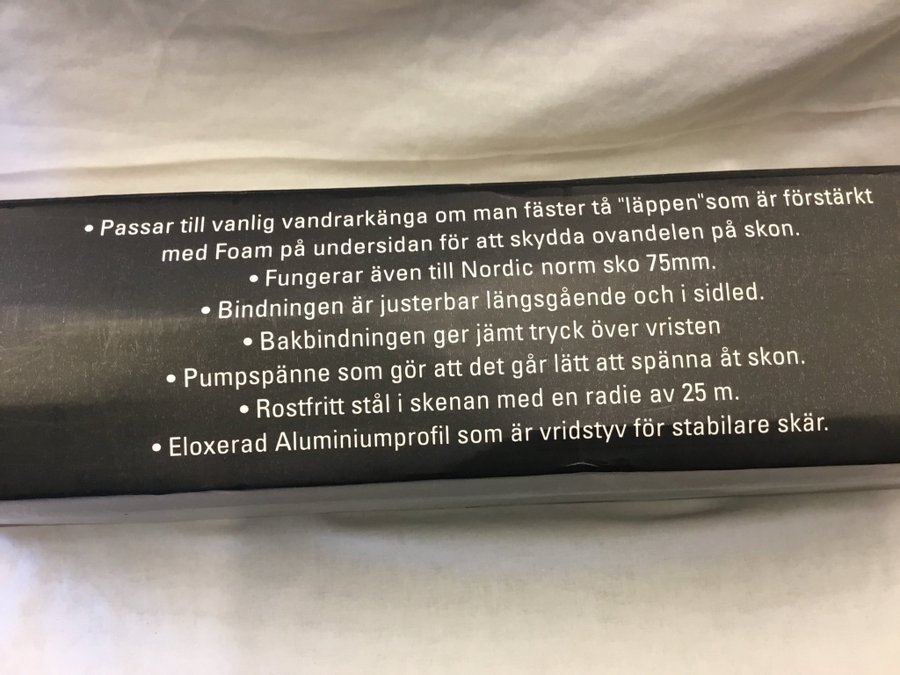 • Passar till vanlig vandrarkänga om man fäster tå "läppen"som är förstärkt
med Foam på undersidan för att skydda ovandelen på skon.
• Fungerar även till Nordic norm sko 75mm.
• Bindningen är justerbar längsgående och i sidled.
• Bakbindningen ger jämt tryck över vristen
• Pumpspänne som gör att det går lätt att spänna åt skon.
• Rostfritt stål i skenan med en radie av 25 m.
• Eloxerad Aluminiumprofil som är vridstyv för stabilare skär.